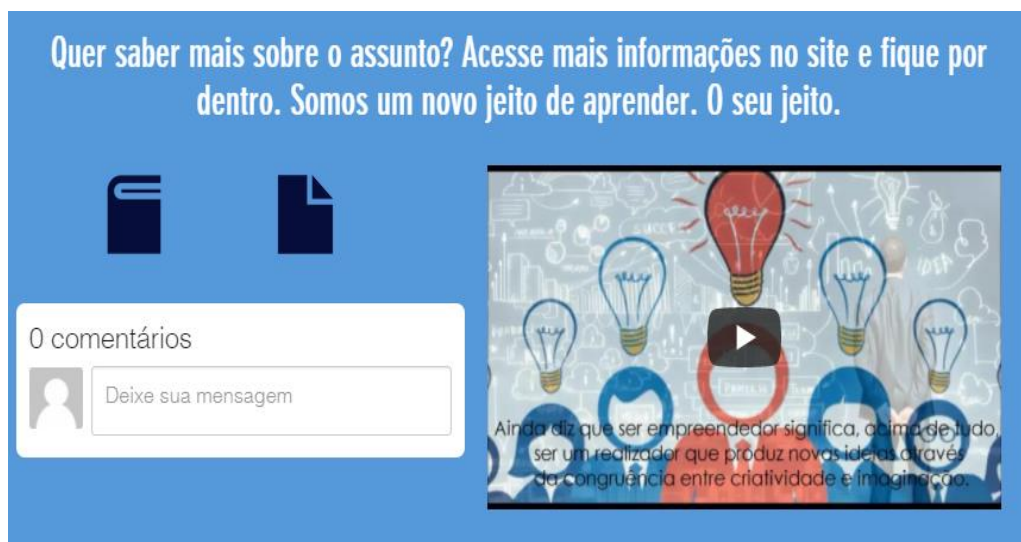 Quer saber mais sobre o assunto? Acesse mais informações no site e fique por
dentro. Somos um novo jeito de aprender. O seu jeito.
0 comentários
Deixe sua mensagem
SUCCESS
IDEA
Ainda diz que ser empreendedor significa, acima de tudo,
ser um realizador que produz novas ideias através
da congruência entre criatividade e imaginação.